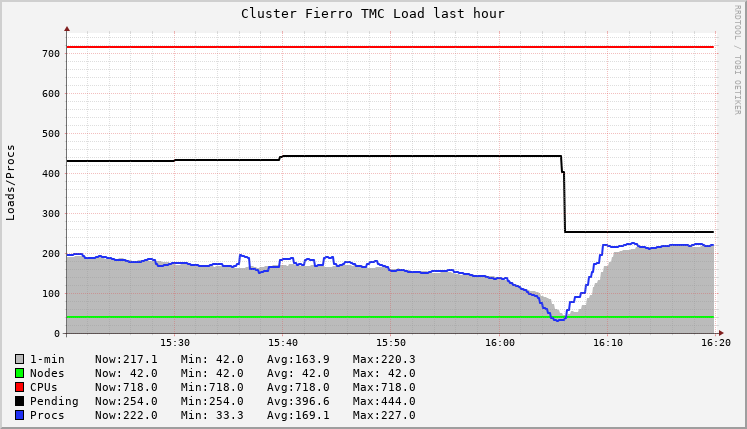 Cluster Fierro TMC Load last hour
RRDTOOL / TOBI OETIKER
Loads/Procs
700
600
500
400
300
200
100
0
15:30 15:40 15:50 16:00 16:10 16:20
1-min Now:217.1 Min: 42.0 Avg:163.9 Max:220.3
Nodes Now: 42.0 Min: 42.0 Avg: 42.0 Max: 42.0
CPUs Now:718.0 Min:718.0 Avg:718.0 Max:718.0
Pending Now:254.0 Min:254.0 Avg:396.6 Max:444.0
Procs Now:222.0 Min: 33.3 Avg:169.1 Max:227.0